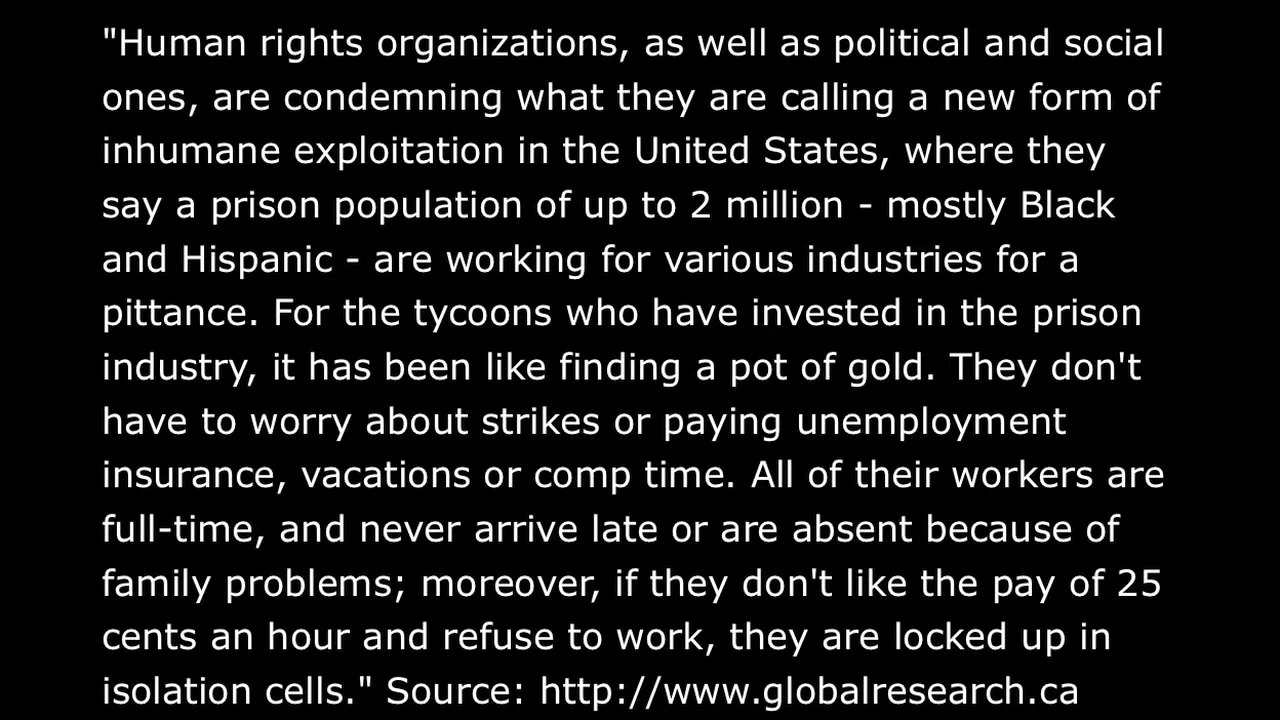 "Human rights organizations, as well as political and social
ones, are condemning what they are calling a new form of
inhumane exploitation in the United States, where they
say a prison population of up to 2 million - mostly Black
and Hispanic - are working for various industries for a
pittance. For the tycoons who have invested in the prison
industry, it has been like finding a pot of gold. They don't
have to worry about strikes or paying unemployment
insurance, vacations or comp time. All of their workers are
full-time, and never arrive late or are absent because of
family problems; moreover, if they don't like the pay of 25
cents an hour and refuse to work, they are locked up in
isolation cells." Source: http://www.globalresearch.ca